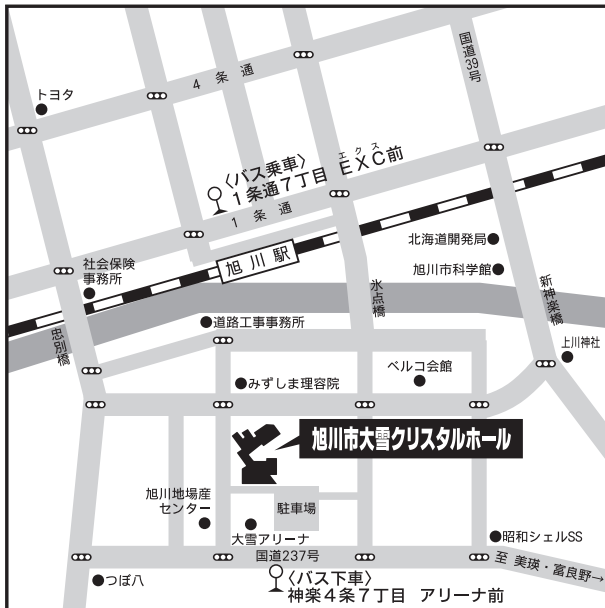 国道39号
4条通
トヨタ
〈バス乗車〉
エクス
1条通7丁目 EXC前
1条通
北海道開発局
旭川市科学館
旭川駅
社会保険
事務所
氷点橋
新神楽橋
忠別橋
道路工事事務所
上川神社
ベルコ会館
みずしま理容院
旭川市大雪クリスタルホール
旭川地場産
センター
駐車場
大雪アリーナ
昭和シェルSS
国道237号
至 美瑛・富良野→
つぼ八
〈バス下車〉
神楽4条7丁目 アリーナ前